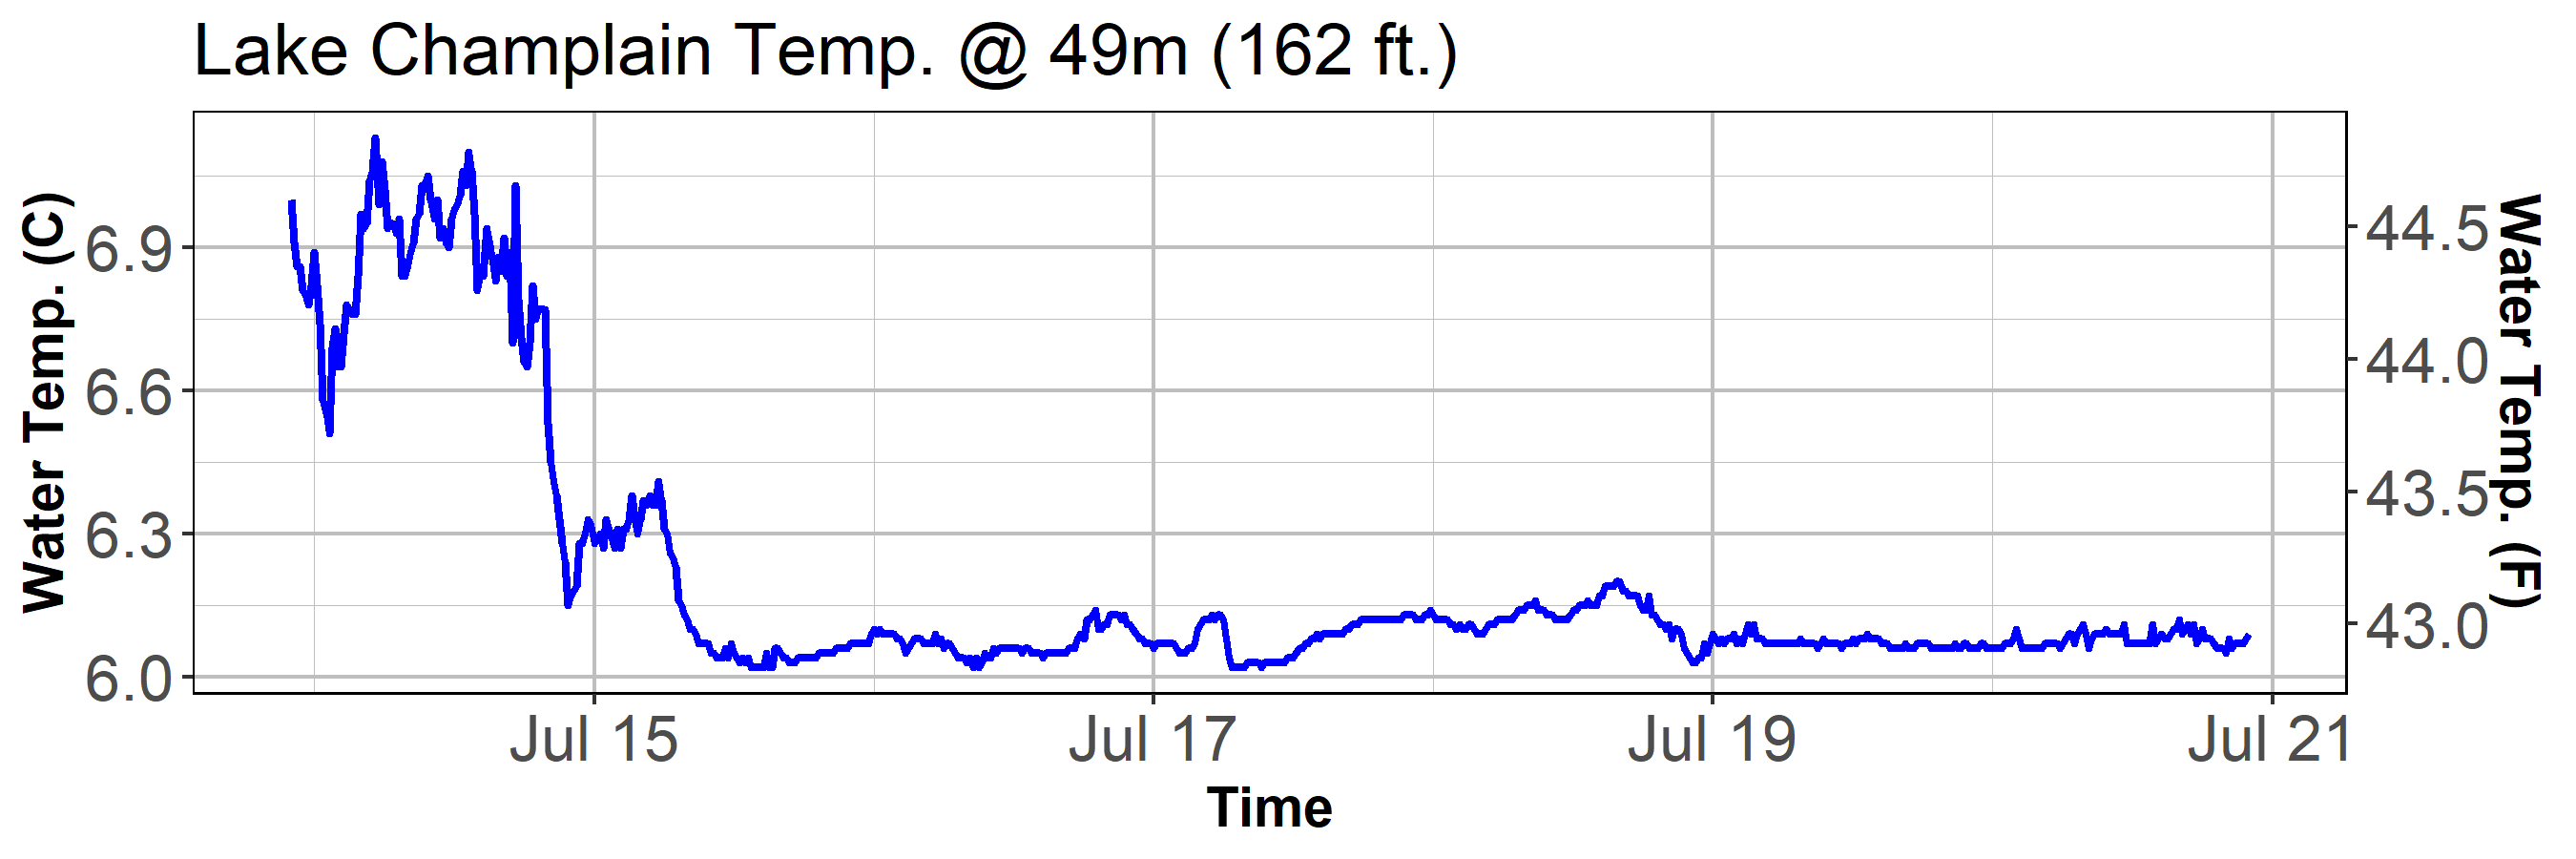 Lake Champlain Temp. @ 49m (162 ft.)
Water Temp. (C)
6.9
6.6
6.3
6.0
44.5
44.0
43.5
43.0
Water Temp. (F)
Jul 15
Jul 17
Jul 19
Jul 21
Time